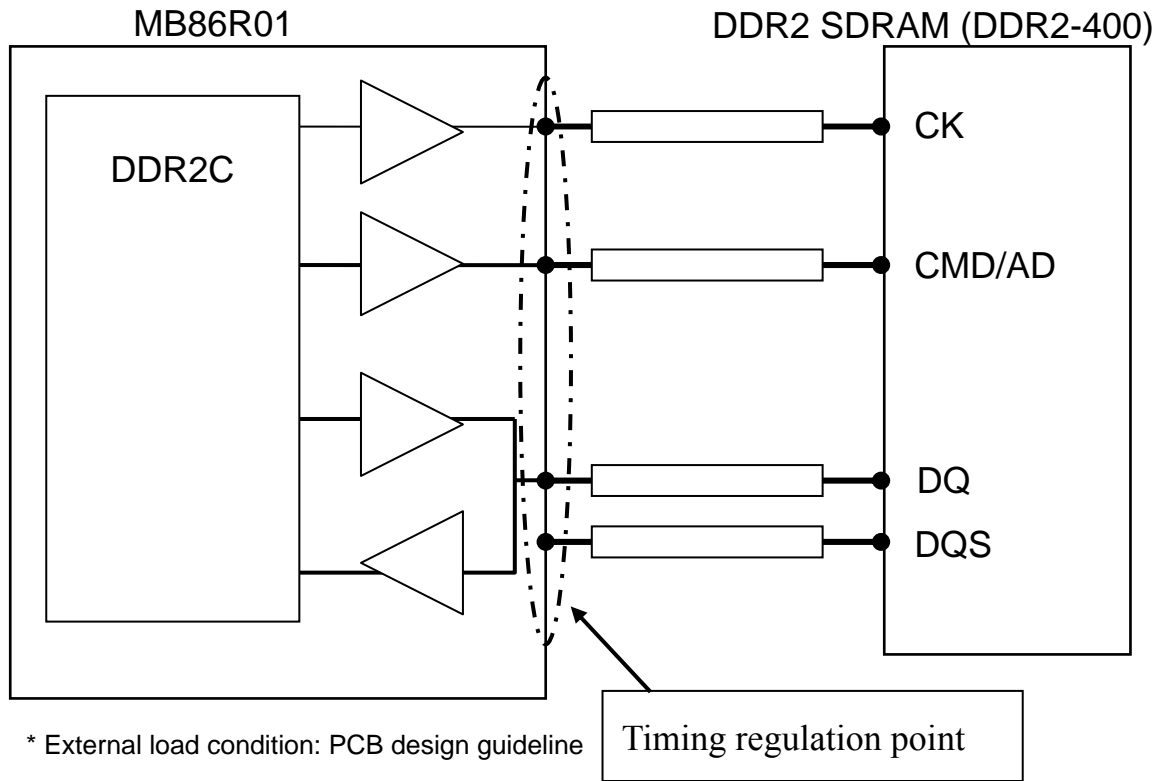 MB86R01
DDR2 SDRAM (DDR2-400)
DDR2C
CK
CMD/AD
DQ
DQS
* External load condition: PCB design guideline
Timing regulation point